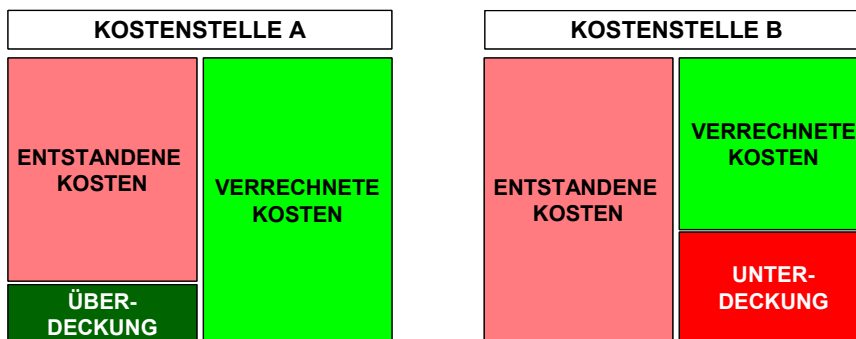 KOSTENSTELLE A
ENTSTANDENE
KOSTEN
ÜBER-
DECKUNG
VERRECHNETE
KOSTEN
KOSTENSTELLE B
ENTSTANDENE
KOSTEN
VERRECHNETE
KOSTEN
UNTER-
DECKUNG